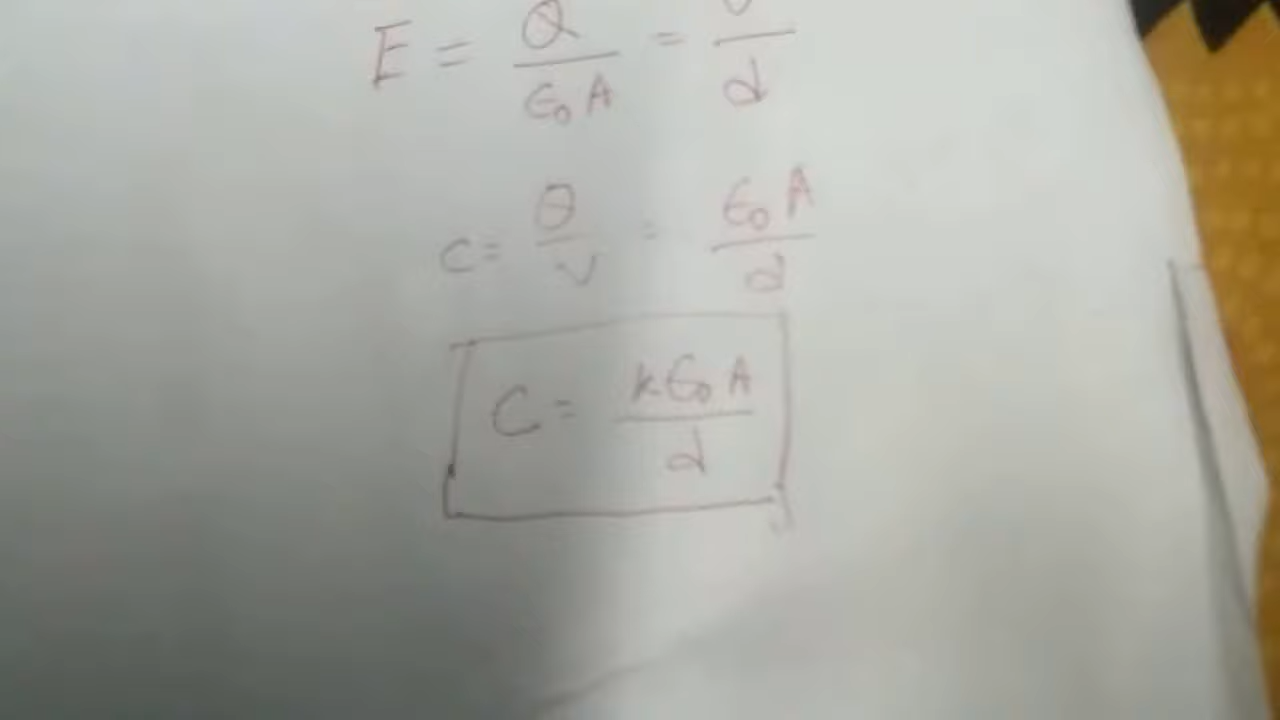 E = Q/ϵ₀A = V/d
C = Q/V = ϵ₀A/d
C = kϵ₀A/d